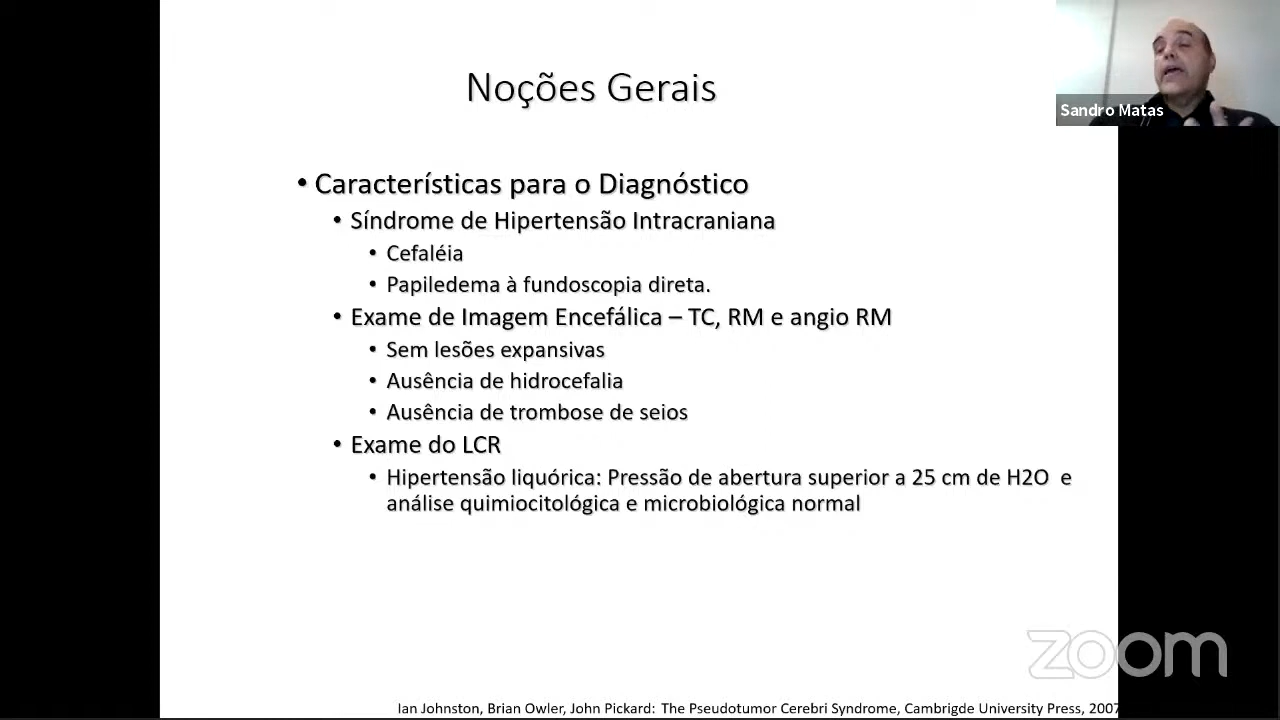 Noções Gerais
Sandro Matas
• Características para o Diagnóstico
• Síndrome de Hipertensão Intracraniana
• Cefaléia
• Papiledema à fundoscopia direta.
• Exame de Imagem Encefálica – TC, RM e angio RM
• Sem lesões expansivas
• Ausência de hidrocefalia
• Ausência de trombose de seios
• Exame do LCR
• Hipertensão liquórica: Pressão de abertura superior a 25 cm de H2O e
análise quimiocitológica e microbiológica normal
zoom
Ian Johnston, Brian Owler, John Pickard: The Pseudotumor Cerebri Syndrome, Cambrigde University Press, 2007